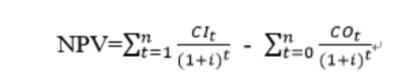 NPV=∑ⁿₜ₌₁ CIₜ/(1+i)ᵗ - ∑ⁿₜ₌₀ COₜ/(1+i)ᵗ↵